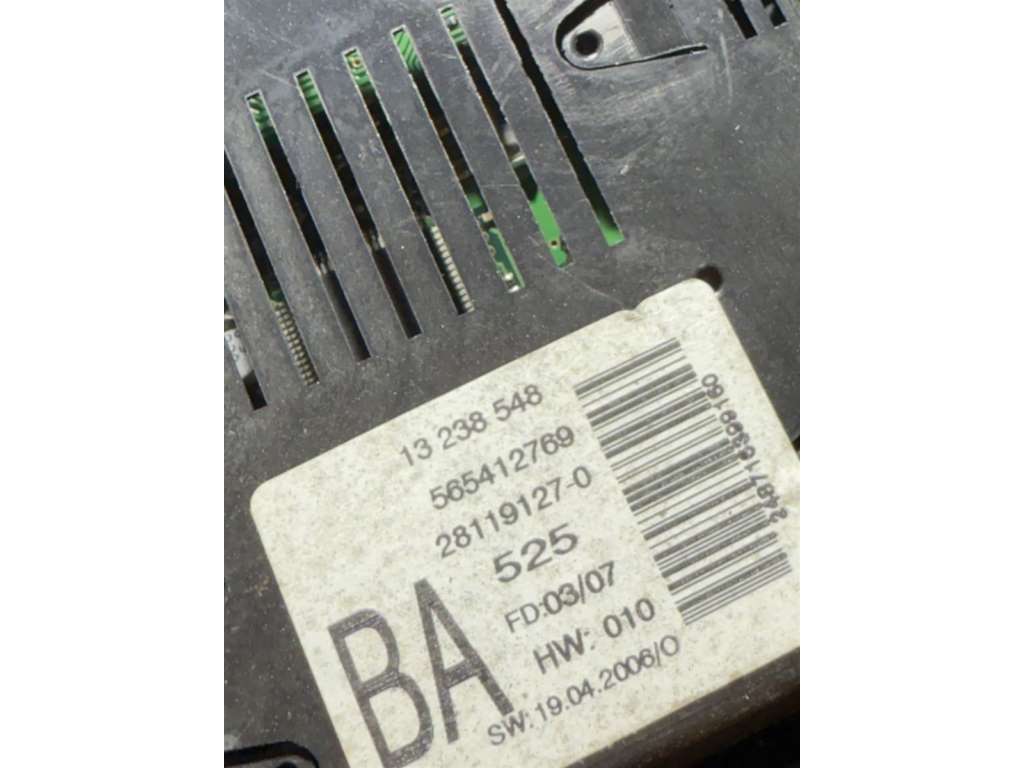 13 238 548
565412769
28119127-0
525
BA
FD:03/07
HW: 010
SW:19.04.2006/O